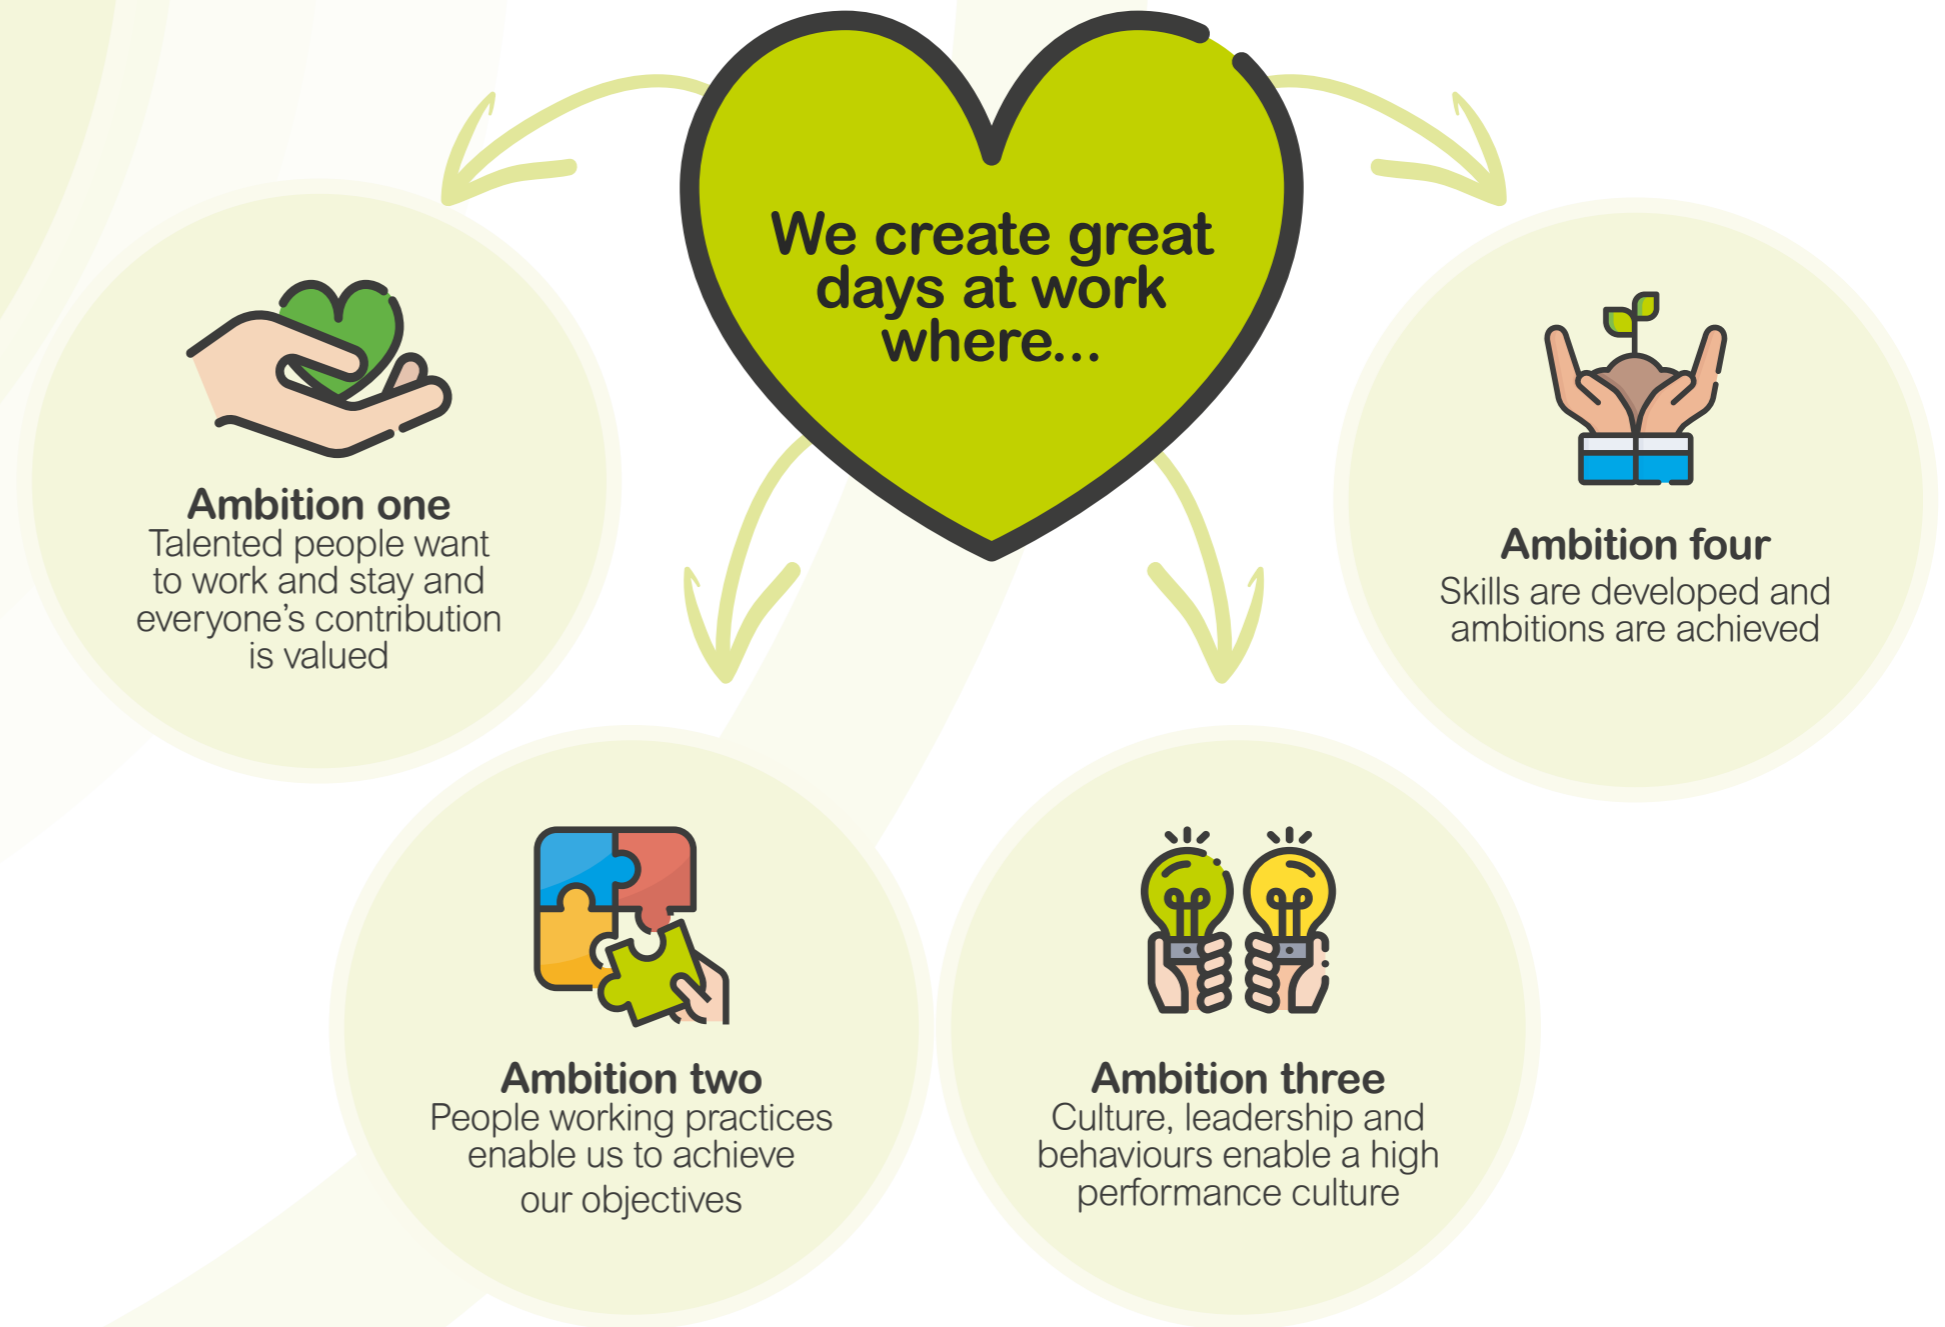 We create great
days at work
where...
Ambition one
Talented people want
to work and stay and
everyone’s contribution
is valued
Ambition two
People working practices
enable us to achieve
our objectives
Ambition three
Culture, leadership and
behaviours enable a high
performance culture
Ambition four
Skills are developed and
ambitions are achieved